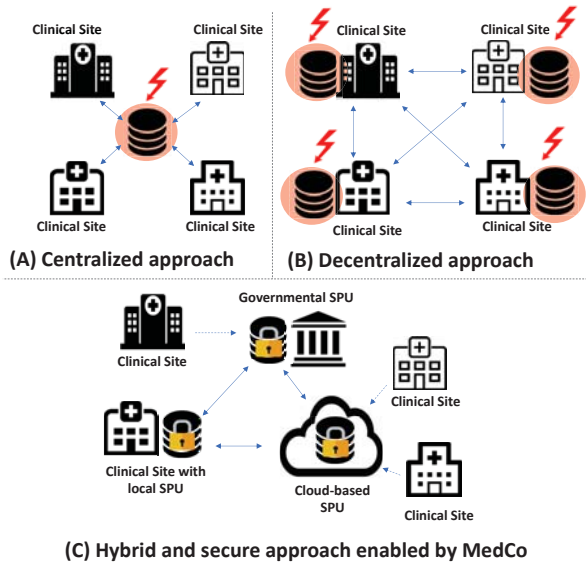 Clinical Site
Clinical Site
Clinical Site
Clinical Site
(A) Centralized approach
Clinical Site
Clinical Site
Clinical Site
Clinical Site
(B) Decentralized approach
Governmental SPU
Clinical Site
Clinical Site
Clinical Site with
local SPU
Cloud-based
SPU
Clinical Site
(C) Hybrid and secure approach enabled by MedCo